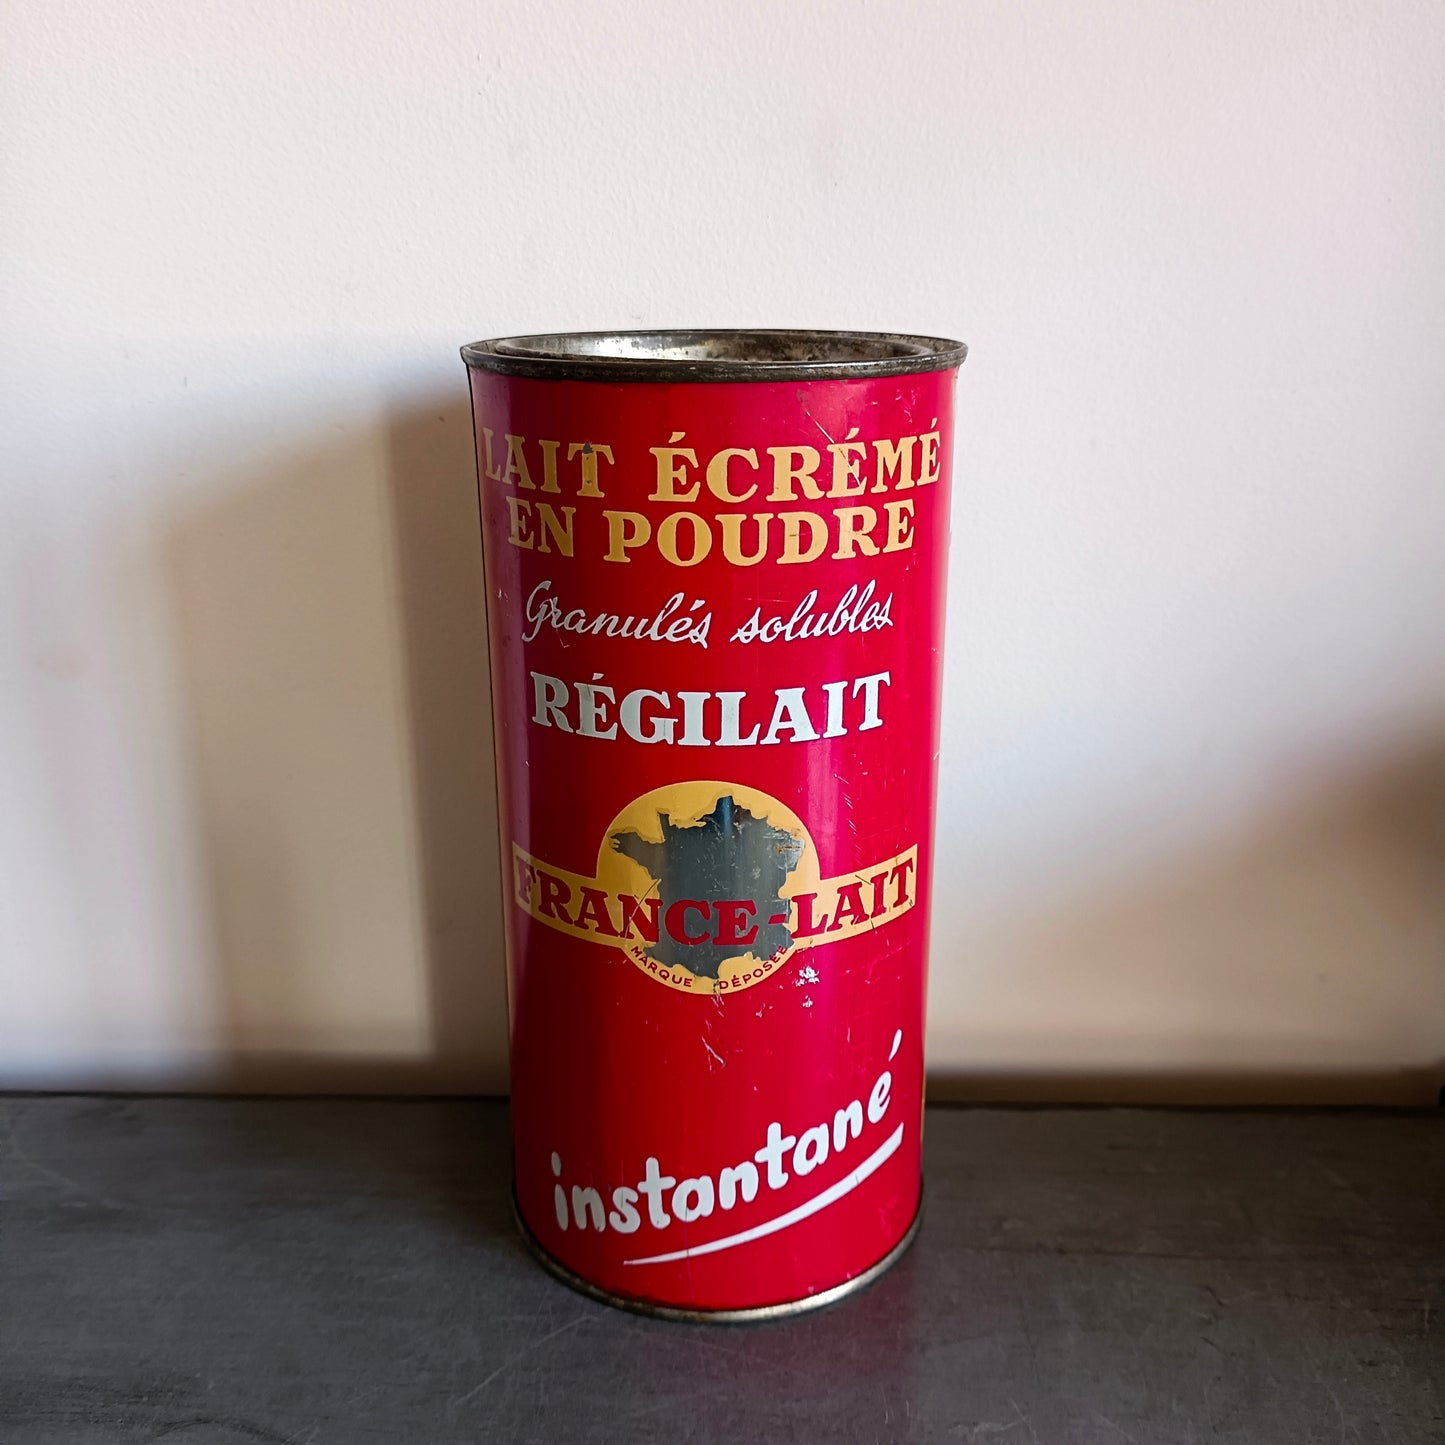 LAIT ÉCRÉMÉ
EN POUDRE
Granulés solubles
RÉGILAIT
FRANCE-LAIT
MARQUE DÉPOSÉE
instantané